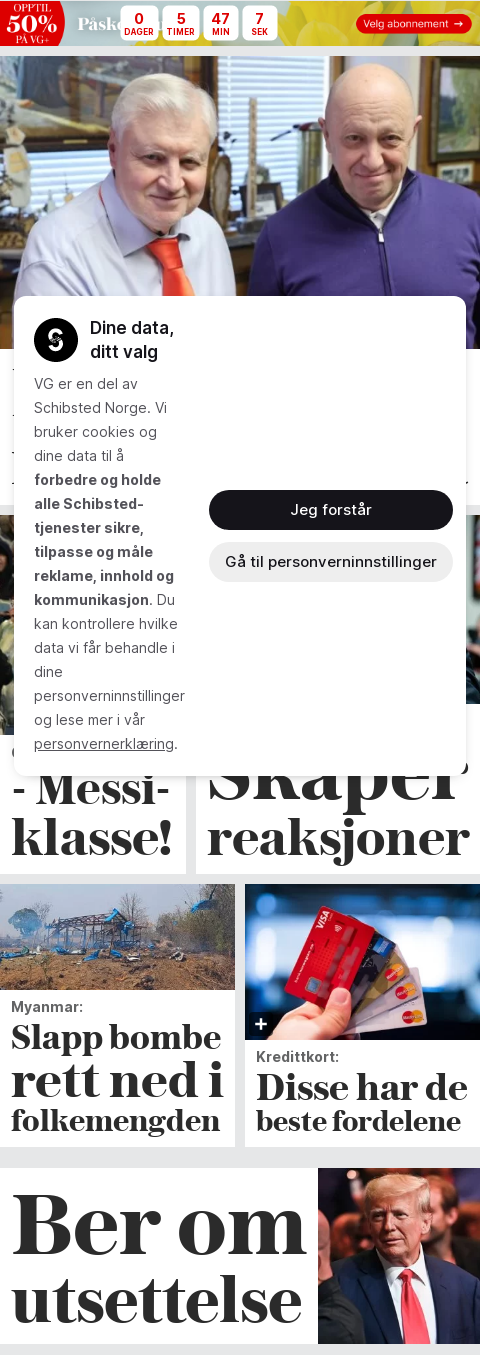 OPPTIL
50%
PÅ VG+
0 DAGER 5 TIMER 47 MIN 7 SEK
Velg abonnement →
Dine data,
ditt valg
VG er en del av
Schibsted Norge. Vi
bruker cookies og
dine data til å
forbedre og holde
alle Schibsted-
tjenester sikre,
tilpasse og måle
reklame, innhold og
kommunikasjon. Du
kan kontrollere hvilke
data vi får behandle i
dine
personverninnstillinger
og lese mer i vår
personvernerklæring.
Jeg forstår
Gå til personverninnstillinger
- Messi-
klasse!
Skaper
reaksjoner
Myanmar:
Slapp bombe
rett ned i
folkemengden
VISA
Kredittkort:
Disse har de
beste fordelene
Ber om
utsettelse